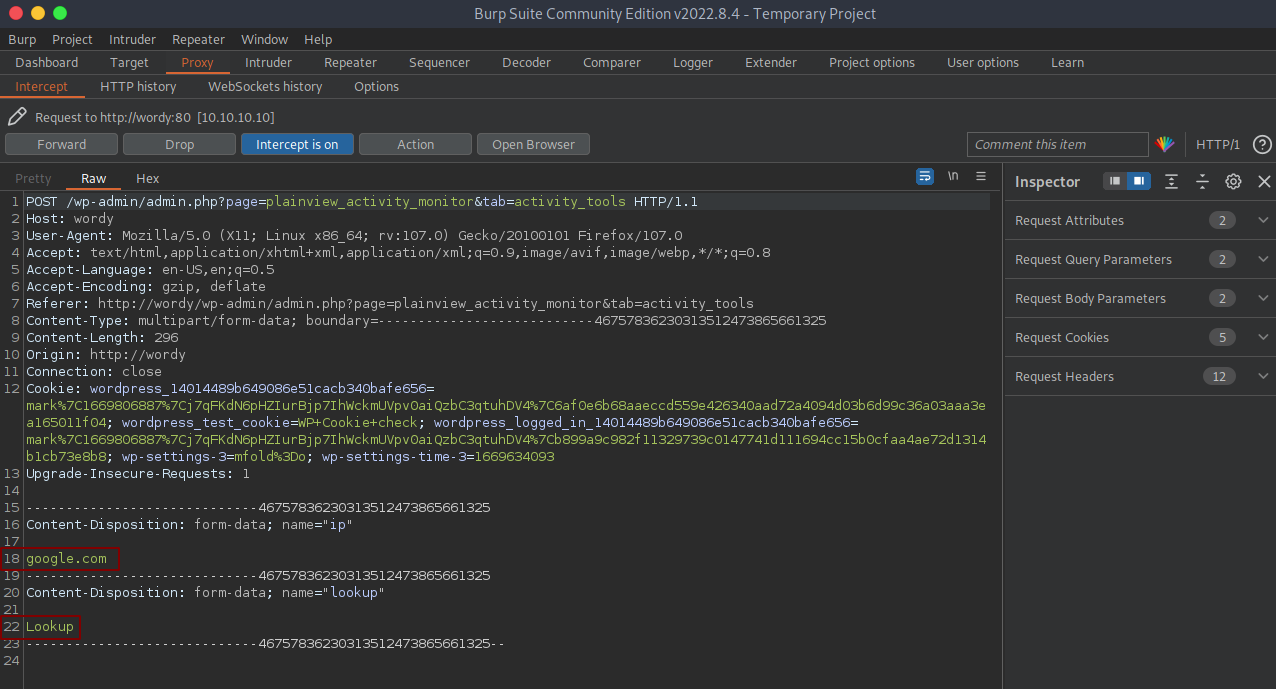 Burp Suite Community Edition v2022.8.4 - Temporary Project
Burp Project Intruder Repeater Window Help
Dashboard Target Proxy Intruder Repeater Sequencer Decoder Comparer Logger Extender Project options User options Learn
Intercept HTTP history WebSockets history Options
Request to http://wordy:80 [10.10.10.10]
Forward Drop Intercept is on Action Open Browser Comment this item HTTP/1 ?
Pretty Raw Hex \n
1 POST /wp-admin/admin.php?page=plainview_activity_monitor&tab=activity_tools HTTP/1.1
2 Host: wordy
3 User-Agent: Mozilla/5.0 (X11; Linux x86_64; rv:107.0) Gecko/20100101 Firefox/107.0
4 Accept: text/html,application/xhtml+xml,application/xml;q=0.9,image/avif,image/webp,*/*;q=0.8
5 Accept-Language: en-US,en;q=0.5
6 Accept-Encoding: gzip, deflate
7 Referer: http://wordy/wp-admin/admin.php?page=plainview_activity_monitor&tab=activity_tools
8 Content-Type: multipart/form-data; boundary=---------------------------46757836230313512473865661325
9 Content-Length: 296
10 Origin: http://wordy
11 Connection: close
12 Cookie: wordpress_14014489b649086e51cacb340bafe656=
mark%7C1669806887%7Cj7qFKdN6pHZIurBjp7IhWckmUVpvOaiQzbC3qtuhDV4%7C6af0e6b68aaeccd559e426340aad72a4094d03b6d99c36a03aaa3e
a165011f04; wordpress_test_cookie=WP+Cookie+check; wordpress_logged_in_14014489b649086e51cacb340bafe656=
mark%7C1669806887%7Cj7qFKdN6pHZIurBjp7IhWckmUVpvOaiQzbC3qtuhDV4%7Cb899a9c982f11329739c0147741d111694cc15b0cfaa4ae72d1314
b1cb73e8b8; wp-settings-3=mfold%3Do; wp-settings-time-3=1669634093
13 Upgrade-Insecure-Requests: 1
14
15 -----------------------------46757836230313512473865661325
16 Content-Disposition: form-data; name="ip"
17
18 google.com
19 -----------------------------46757836230313512473865661325
20 Content-Disposition: form-data; name="lookup"
21
22 Lookup
23 -----------------------------46757836230313512473865661325--
24
Inspector
Request Attributes 2
Request Query Parameters 2
Request Body Parameters 2
Request Cookies 5
Request Headers 12